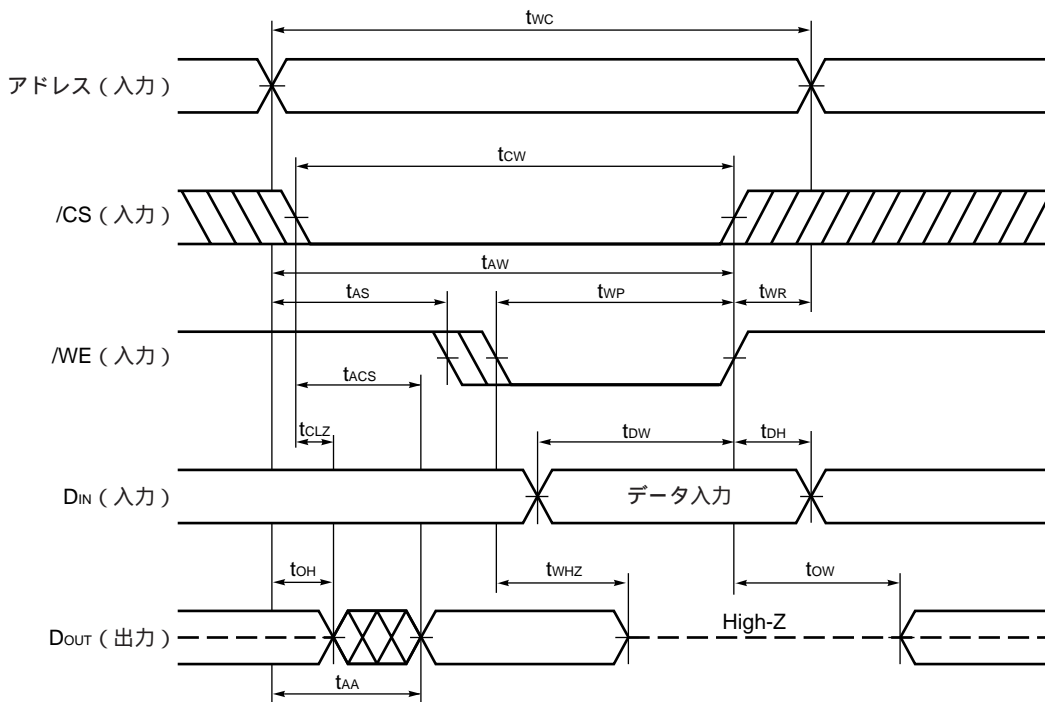 tWC
アドレス（入力）
tCW
/CS（入力）
tAW
tAS
tWP
tWR
/WE（入力）
tACS
tCLZ
tDW
tDH
DIN（入力）
データ入力
tOH
tWHZ
tOW
DOUT（出力）
High-Z
tAA